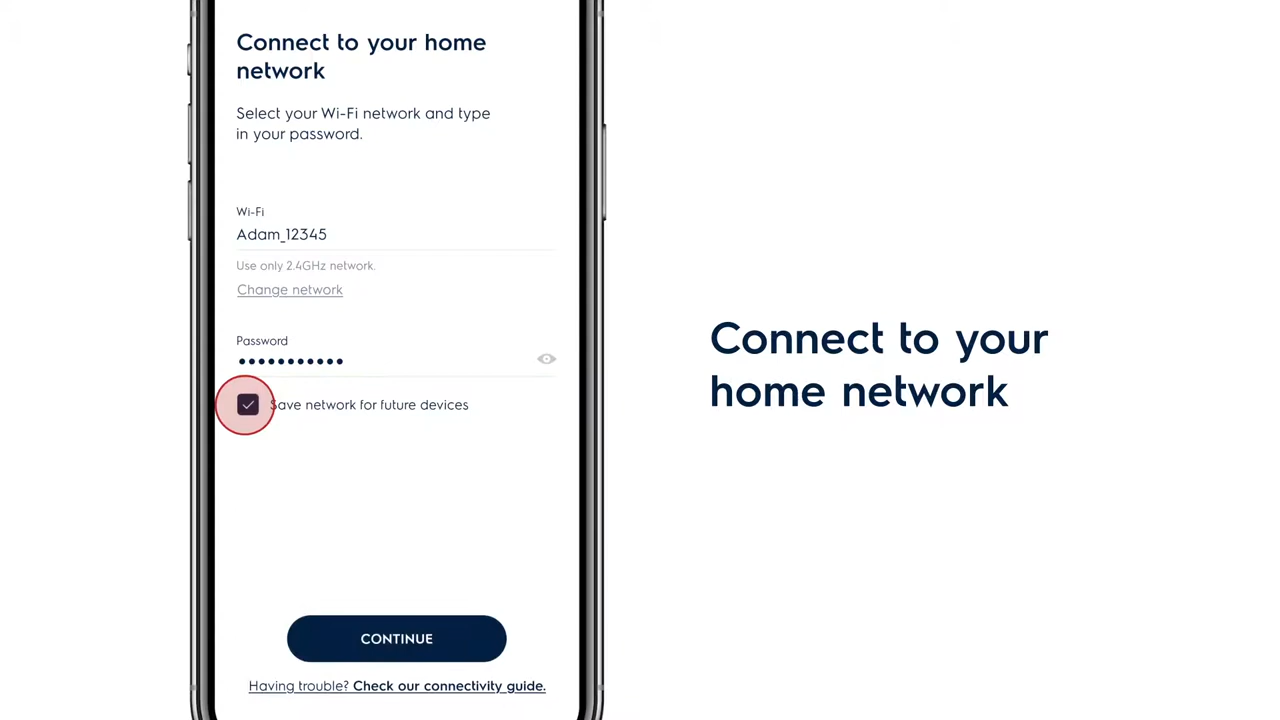 Connect to your home
network
Select your Wi-Fi network and type
in your password.
Wi-Fi
Adam_12345
Use only 2.4GHz network.
Change network
Password
•••••••••••
Save network for future devices
CONTINUE
Having trouble? Check our connectivity guide.
Connect to your
home network